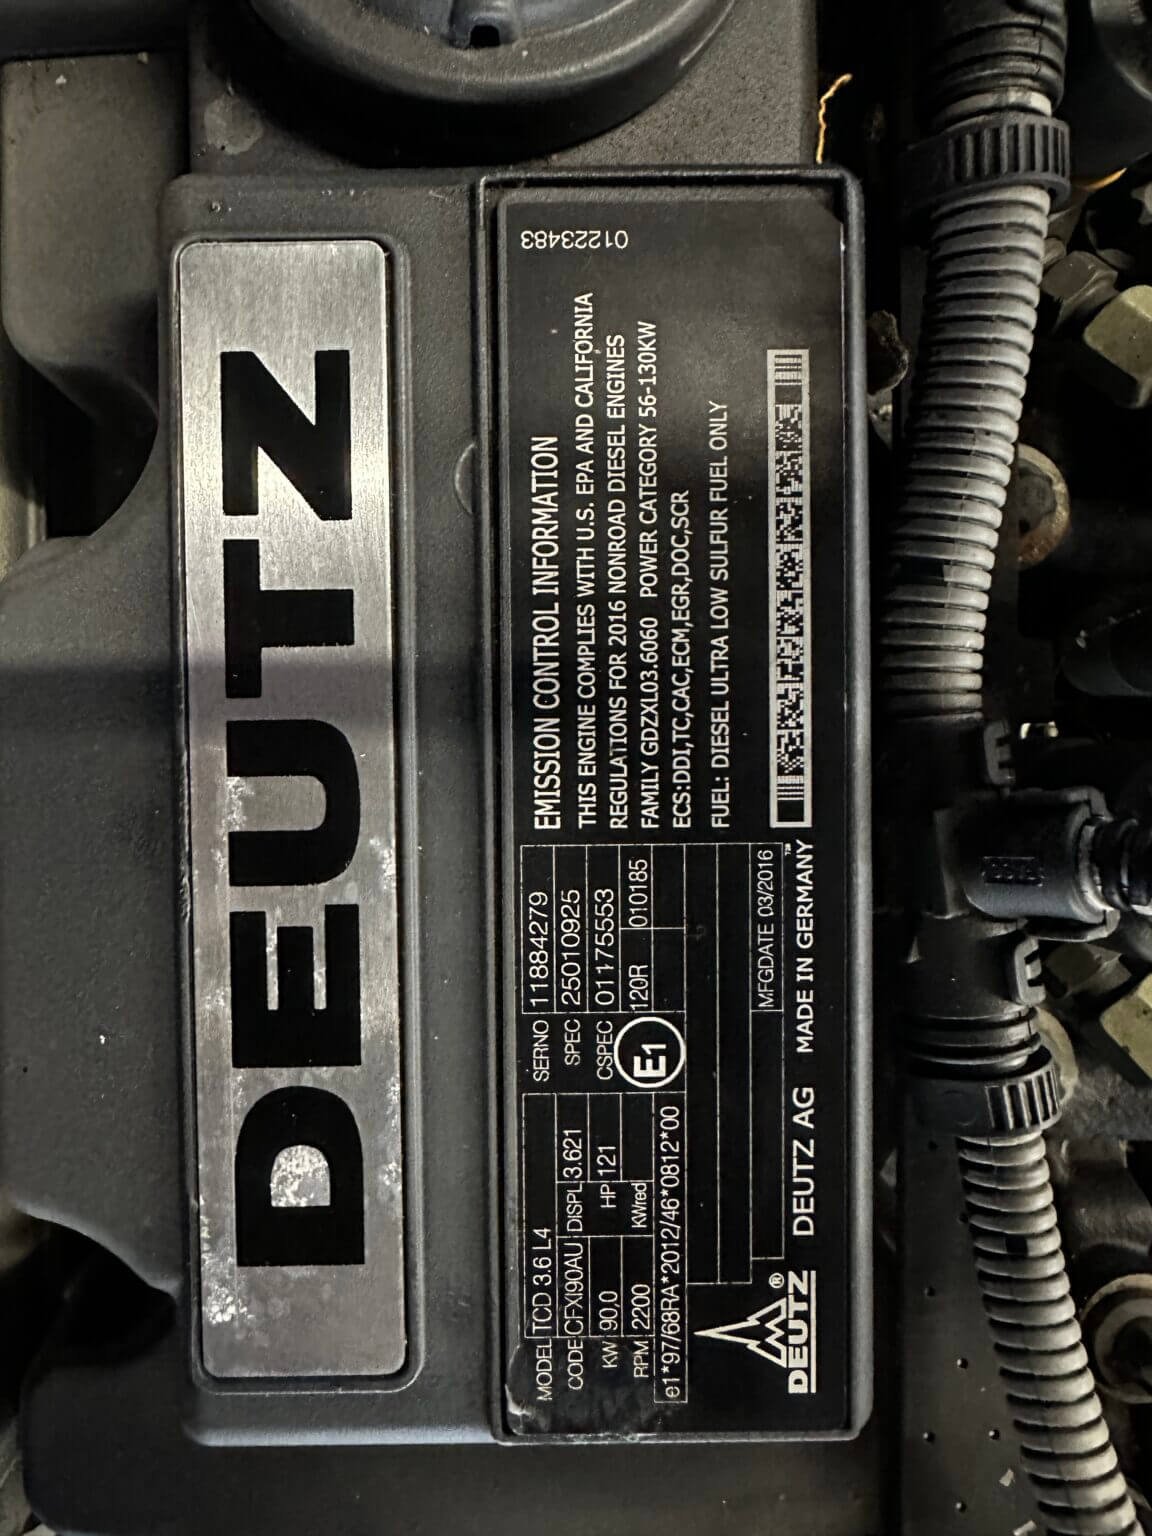 DEUTZ
MODEL TCD 3.6 L4
CODE CFXI90AU DISPL 3.621
KW 90,0 HP 121
RPM 2200 KWred
e1*97/68RA*2012/46*0812*00
SERNO 11884279
SPEC 25010925
CSPEC 01175553
E1 120R 010185
MFGDATE 03/2016
DEUTZ®
DEUTZ AG MADE IN GERMANY
EMISSION CONTROL INFORMATION
THIS ENGINE COMPLIES WITH U.S. EPA AND CALIFORNIA
REGULATIONS FOR 2016 NONROAD DIESEL ENGINES
FAMILY GDZXL03.6060 POWER CATEGORY 56-130KW
ECS:DDI,TC,CAC,ECM,EGR,DOC,SCR
FUEL: DIESEL ULTRA LOW SULFUR FUEL ONLY
TM
01223483